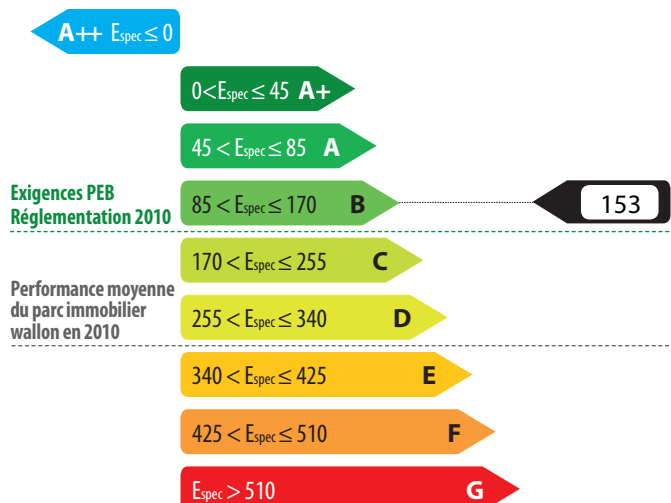 A++ Espec ≤ 0
0<Espec ≤ 45 A+
45 < Espec ≤ 85 A
Exigences PEB
Réglementation 2010
85 < Espec ≤ 170 B
153
170 < Espec ≤ 255 C
Performance moyenne
du parc immobilier
wallon en 2010
255 < Espec ≤ 340 D
340 < Espec ≤ 425 E
425 < Espec ≤ 510 F
Espec > 510 G